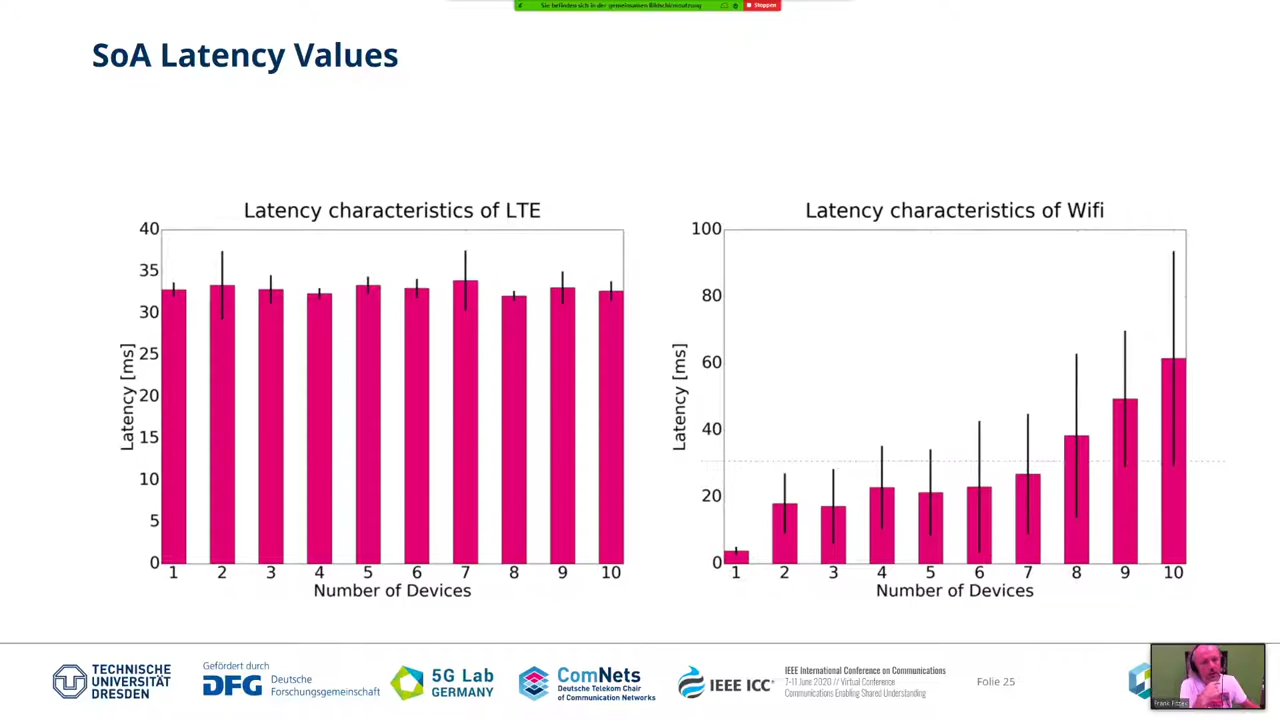 Sie befinden sich in der gemeinsamen Bildschirmnutzung
Stoppen
SoA Latency Values
Latency characteristics of LTE
40
35
30
25
20
15
10
5
0
Latency [ms]
1 2 3 4 5 6 7 8 9 10
Number of Devices
Latency characteristics of Wifi
100
80
60
40
20
0
Latency [ms]
1 2 3 4 5 6 7 8 9 10
Number of Devices
TECHNISCHE
UNIVERSITÄT
DRESDEN
Gefördert durch
DFG Deutsche
Forschungsgemeinschaft
5G Lab
GERMANY
ComNets
Deutsche Telekom Chair
of Communication Networks
IEEE ICC
IEEE International Conference on Communications
7-11 June 2020 // Virtual Conference
Communications Enabling Shared Understanding
Folie 25
Frank Fitzek